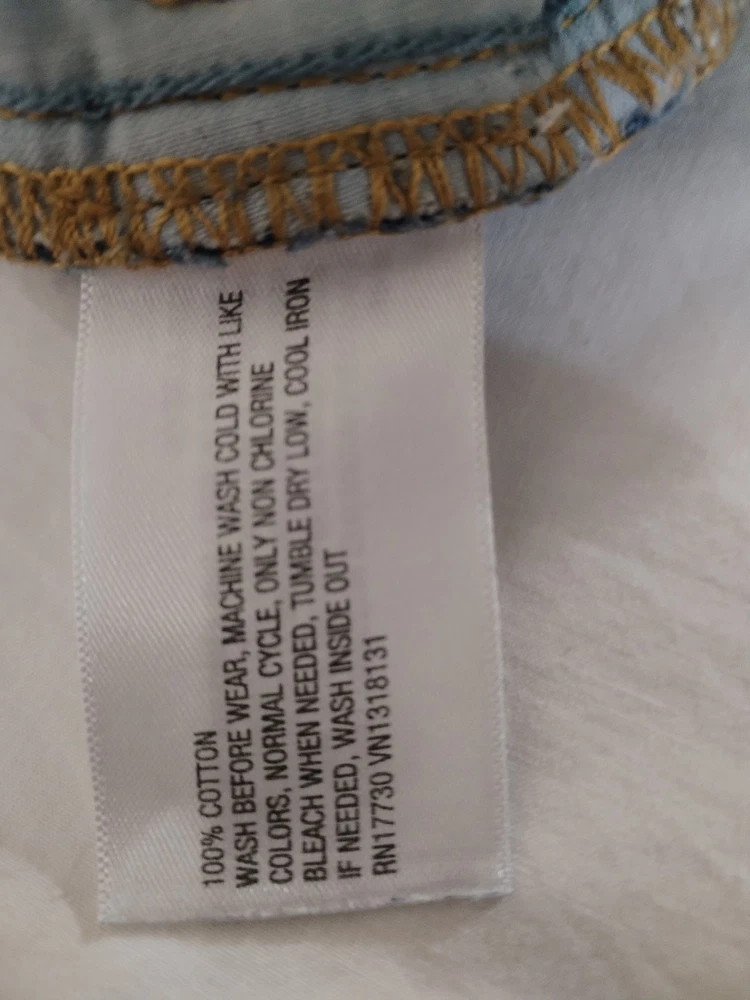 100% COTTON
WASH BEFORE WEAR, MACHINE WASH COLD WITH LIKE
COLORS, NORMAL CYCLE, ONLY NON CHLORINE
BLEACH WHEN NEEDED, TUMBLE DRY LOW, COOL IRON
IF NEEDED, WASH INSIDE OUT
RN17730 VN1318131